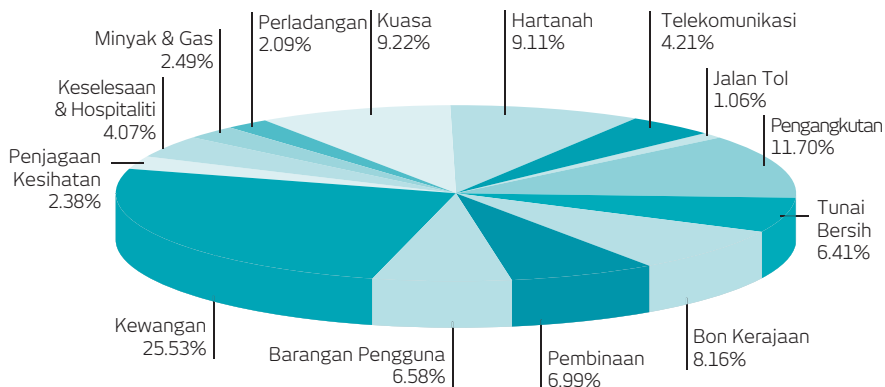 Perladangan
2.09%
Kuasa
9.22%
Hartanah
9.11%
Telekomunikasi
4.21%
Jalan Tol
1.06%
Pengangkutan
11.70%
Tunai
Bersih
6.41%
Bon Kerajaan
8.16%
Pembinaan
6.99%
Barangan Pengguna
6.58%
Kewangan
25.53%
Penjagaan
Kesihatan
2.38%
Keselesaan
& Hospitaliti
4.07%
Minyak & Gas
2.49%